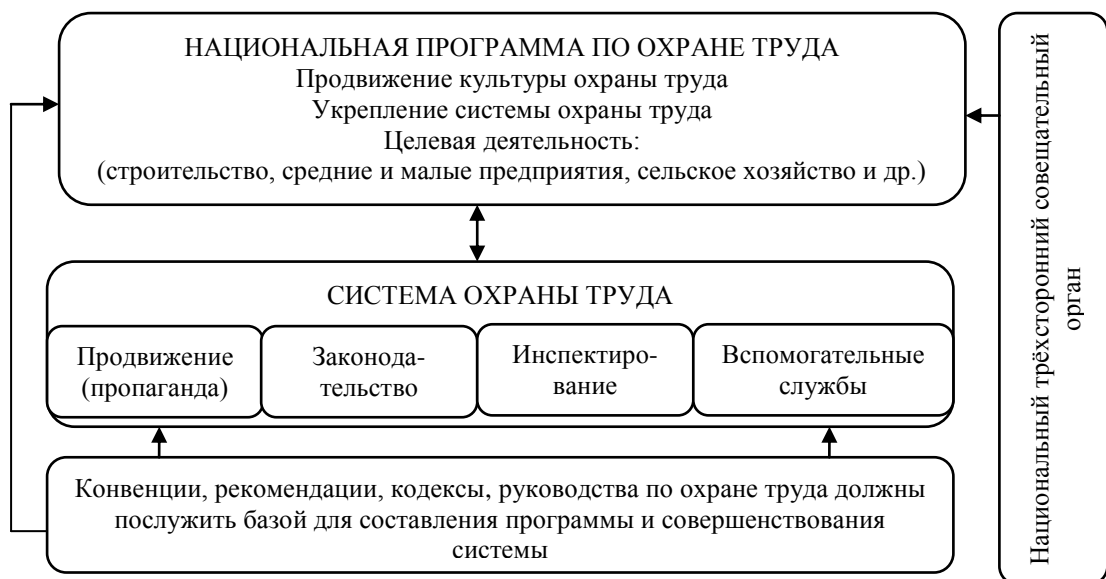 НАЦИОНАЛЬНАЯ ПРОГРАММА ПО ОХРАНЕ ТРУДА
Продвижение культуры охраны труда
Укрепление системы охраны труда
Целевая деятельность:
(строительство, средние и малые предприятия, сельское хозяйство и др.)
СИСТЕМА ОХРАНЫ ТРУДА
Продвижение
(пропаганда)
Законода-
тельство
Инспектиро-
вание
Вспомогательные
службы
Конвенции, рекомендации, кодексы, руководства по охране труда должны
послужить базой для составления программы и совершенствования
системы
Национальный трёхсторонний совещательный
орган